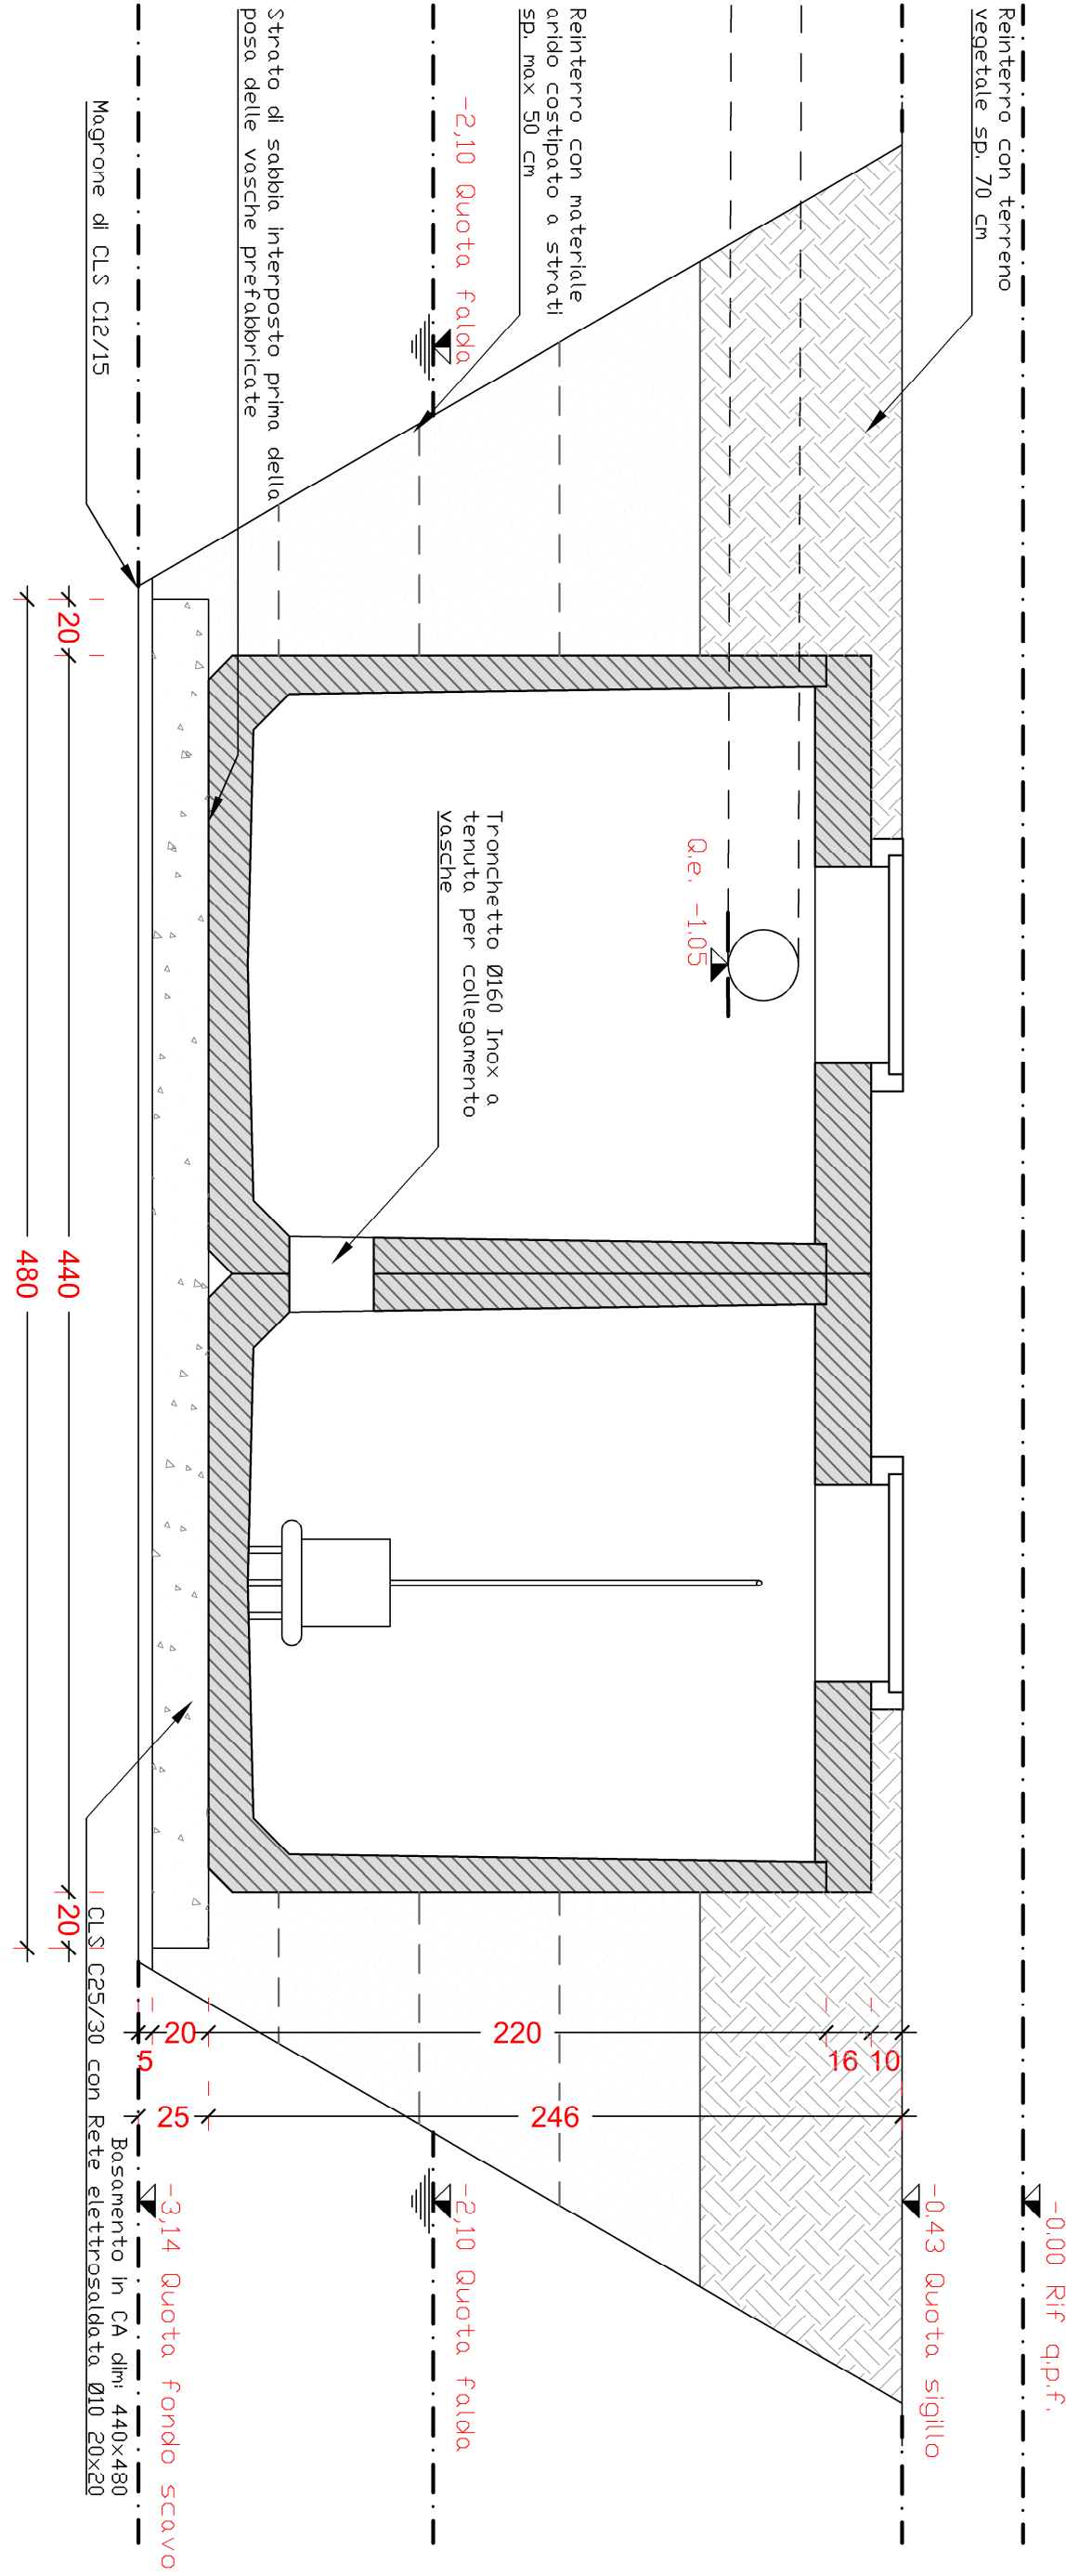 -0,00 Rif q.p.f.
Reinterro con terreno
vegetale sp. 70 cm
-0,43 Quota sigillo
Reinterro con materiale
arido costipato a strati
sp. max 50 cm
-2,10 Quota falda
Q.e. -1.05
Tronchetto Ø160 Inox a
tenuta per collegamento
vasche
-2,10 Quota falda
Strato di sabbia interposto prima della
posa delle vasche prefabbricate
Magrone di CLS C12/15
10
16
220
20
5
246
25
-3,14 Quota fondo scavo
Basamento in CA dim: 440x480
CLS C25/30 con Rete elettrosaldata Ø10 20x20
20
440
20
480